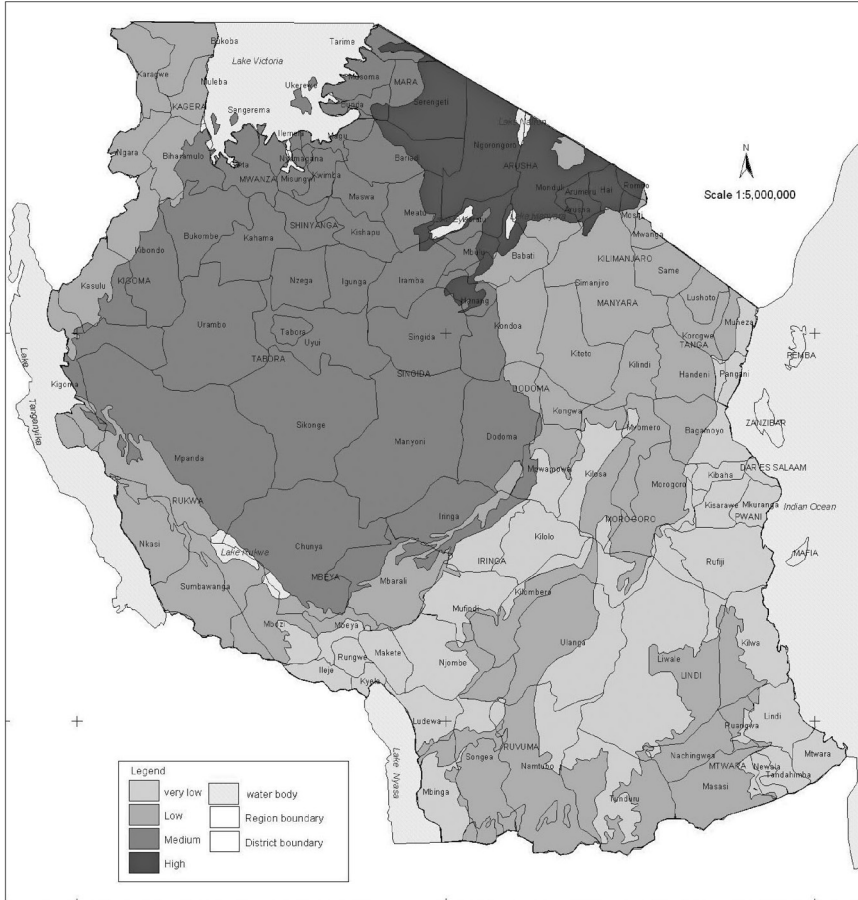 Bukoba
Tarime
Lake Victoria
Karagwe
Musoma
Muleba
MARA
Ukerewe
KAGERA
Bunda
Serengeti
Sengerema
Ilemela
Magu
Ngorongoro
Ngara
Biharamulo
Bariadi
ARUSHA
MWANZA
Misungwi
Kwimba
Monduli
Arumeru
Hai
Rombo
Maswa
Arusha
Moshi
Meatu
SHINYANGA
Kishapu
Mwanga
Bukombe
Kahama
Kibondo
Mbulu
Babati
KILIMANJARO
Same
KIGOMA
Nzega
Igunga
Iramba
Simanjiro
Kasulu
Hanang
MANYARA
Lushoto
Urambo
Tabora
Singida
Kondoa
Muheza
Uyui
Korogwe
TANGA
Lake Tanganyika
TABORA
Kitoto
Kilindi
PEMBA
SINGIDA
Handeni
Pangani
Kigoma
DODOMA
Sikonge
Kongwa
ZANZIBAR
Manyoni
Dodoma
Mvomero
Bagamoyo
Mpanda
Mpwapwa
Kilosa
Kibaha
DAR ES SALAAM
Morogoro
RUKWA
Kisarawe
Mkuranga
Indian Ocean
PWANI
Iringa
MOROGORO
Nkasi
Chunya
Kilolo
Lake Rukwa
IRINGA
Rufiji
MAFIA
MBEYA
Sumbawanga
Mbarali
Kilombero
Mufindi
Mbozi
Mbeya
Ulanga
Kilwa
Rungwe
Makete
Liwale
Ileje
Njombe
Kyela
LINDI
Ludewa
Lindi
Ruangwa
RUVUMA
Lake Nyasa
Songea
Namtumbo
Nachingwea
Mtwara
MTWARA
Newala
Tandahimba
Masasi
Mbinga
Tunduru
N
Scale 1:5,000,000
Legend
very low
water body
Low
Region boundary
Medium
District boundary
High